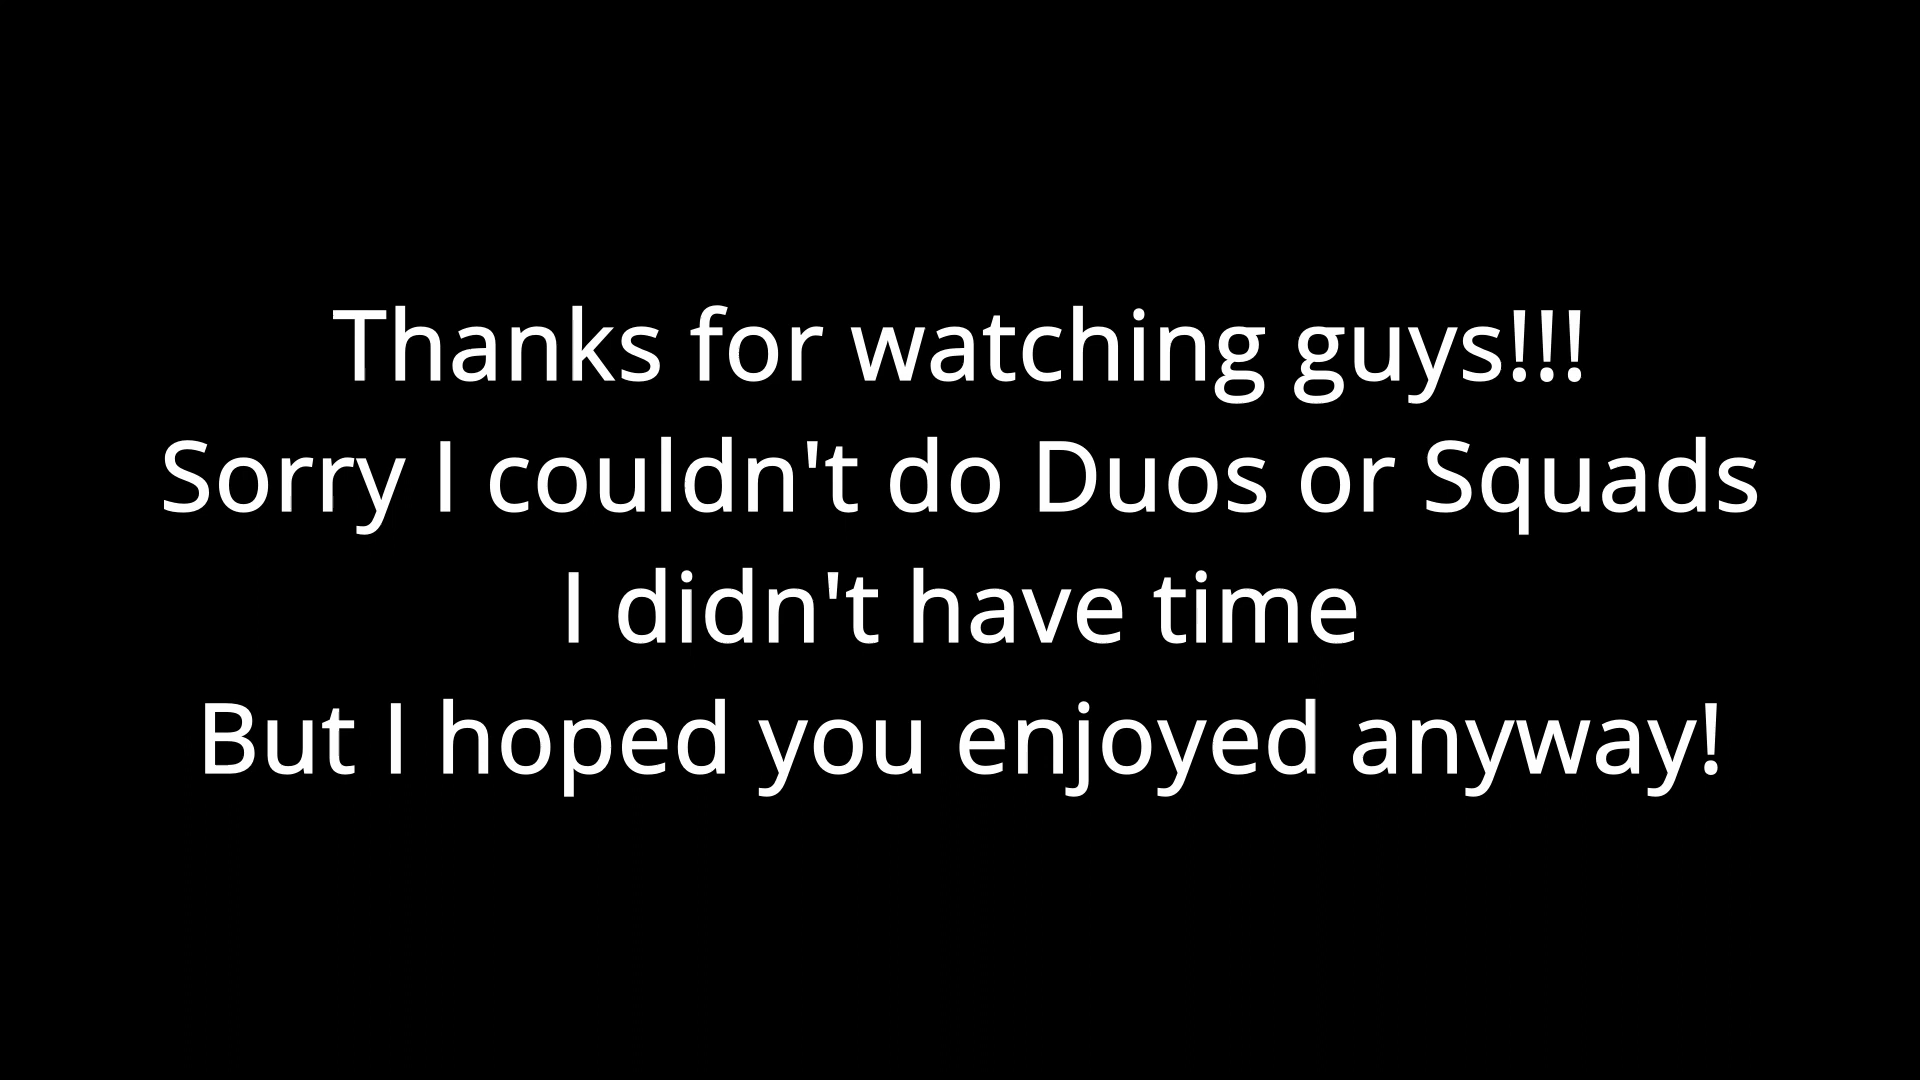 Thanks for watching guys!!!
Sorry I couldn't do Duos or Squads
I didn't have time
But I hoped you enjoyed anyway!